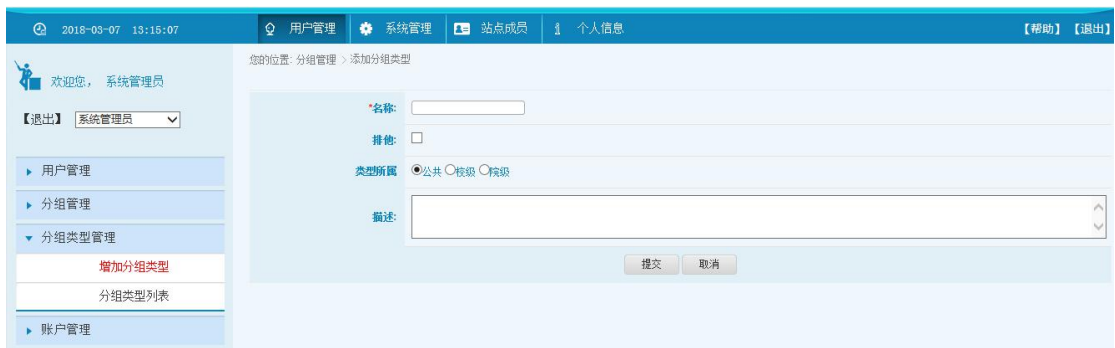 2018-03-07 13:15:07 用户管理 系统管理 站点成员 个人信息 【帮助】【退出】
您的位置: 分组管理 > 添加分组类型
欢迎您， 系统管理员
【退出】 系统管理员
*名称:
排他:
类型所属 公共 校级 院级
描述:
提交 取消
用户管理
分组管理
分组类型管理
增加分组类型
分组类型列表
账户管理